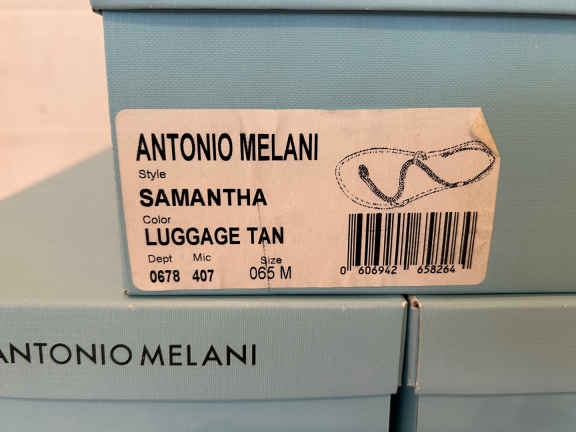 ANTONIO MELANI
Style
SAMANTHA
Color
LUGGAGE TAN
Dept Mic Size
0678 407 065 M
0 606942 658264
ANTONIO MELANI